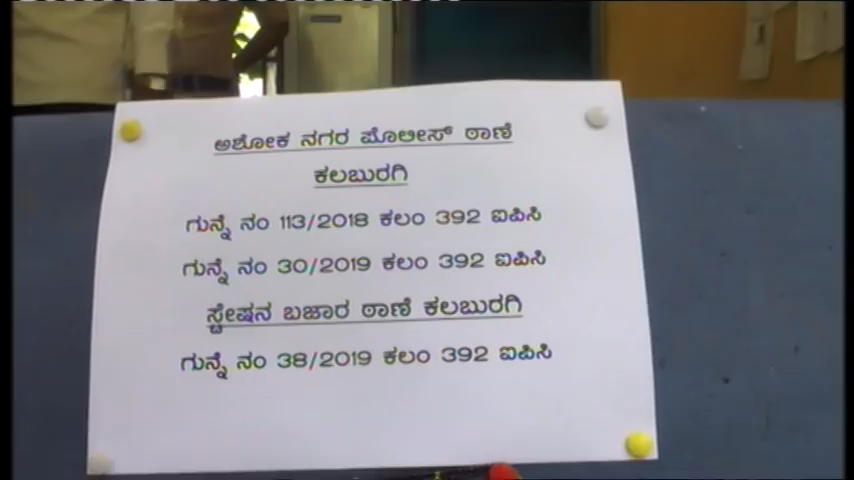 ಅಶೋಕ ನಗರ ಪೊಲೀಸ್ ಠಾಣೆ
ಕಲಬುರಗಿ
ಗುನ್ನೆ ನಂ 113/2018 ಕಲಂ 392 ಐಪಿಸಿ
ಗುನ್ನೆ ನಂ 30/2019 ಕಲಂ 392 ಐಪಿಸಿ
ಸ್ಟೇಷನ ಬಜಾರ ಠಾಣೆ ಕಲಬುರಗಿ
ಗುನ್ನೆ ನಂ 38/2019 ಕಲಂ 392 ಐಪಿಸಿ